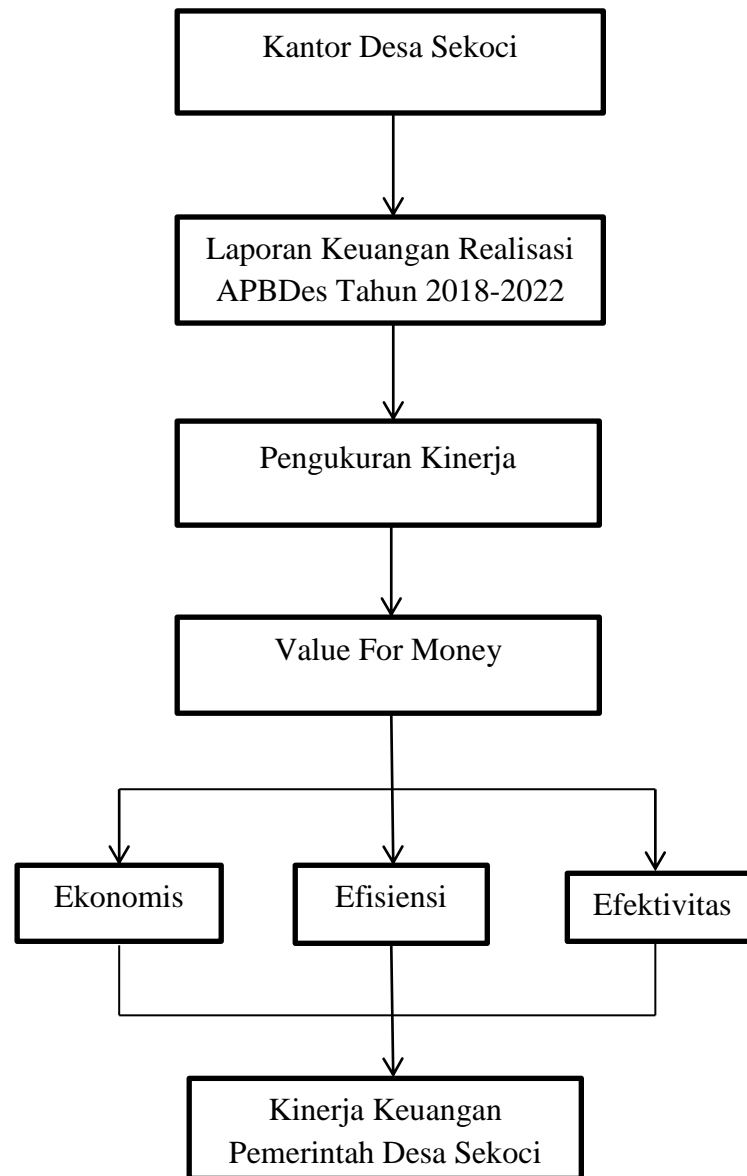 Kantor Desa Sekoci
Laporan Keuangan Realisasi
APBDes Tahun 2018-2022
Pengukuran Kinerja
Value For Money
Ekonomis
Efisiensi
Efektivitas
Kinerja Keuangan
Pemerintah Desa Sekoci